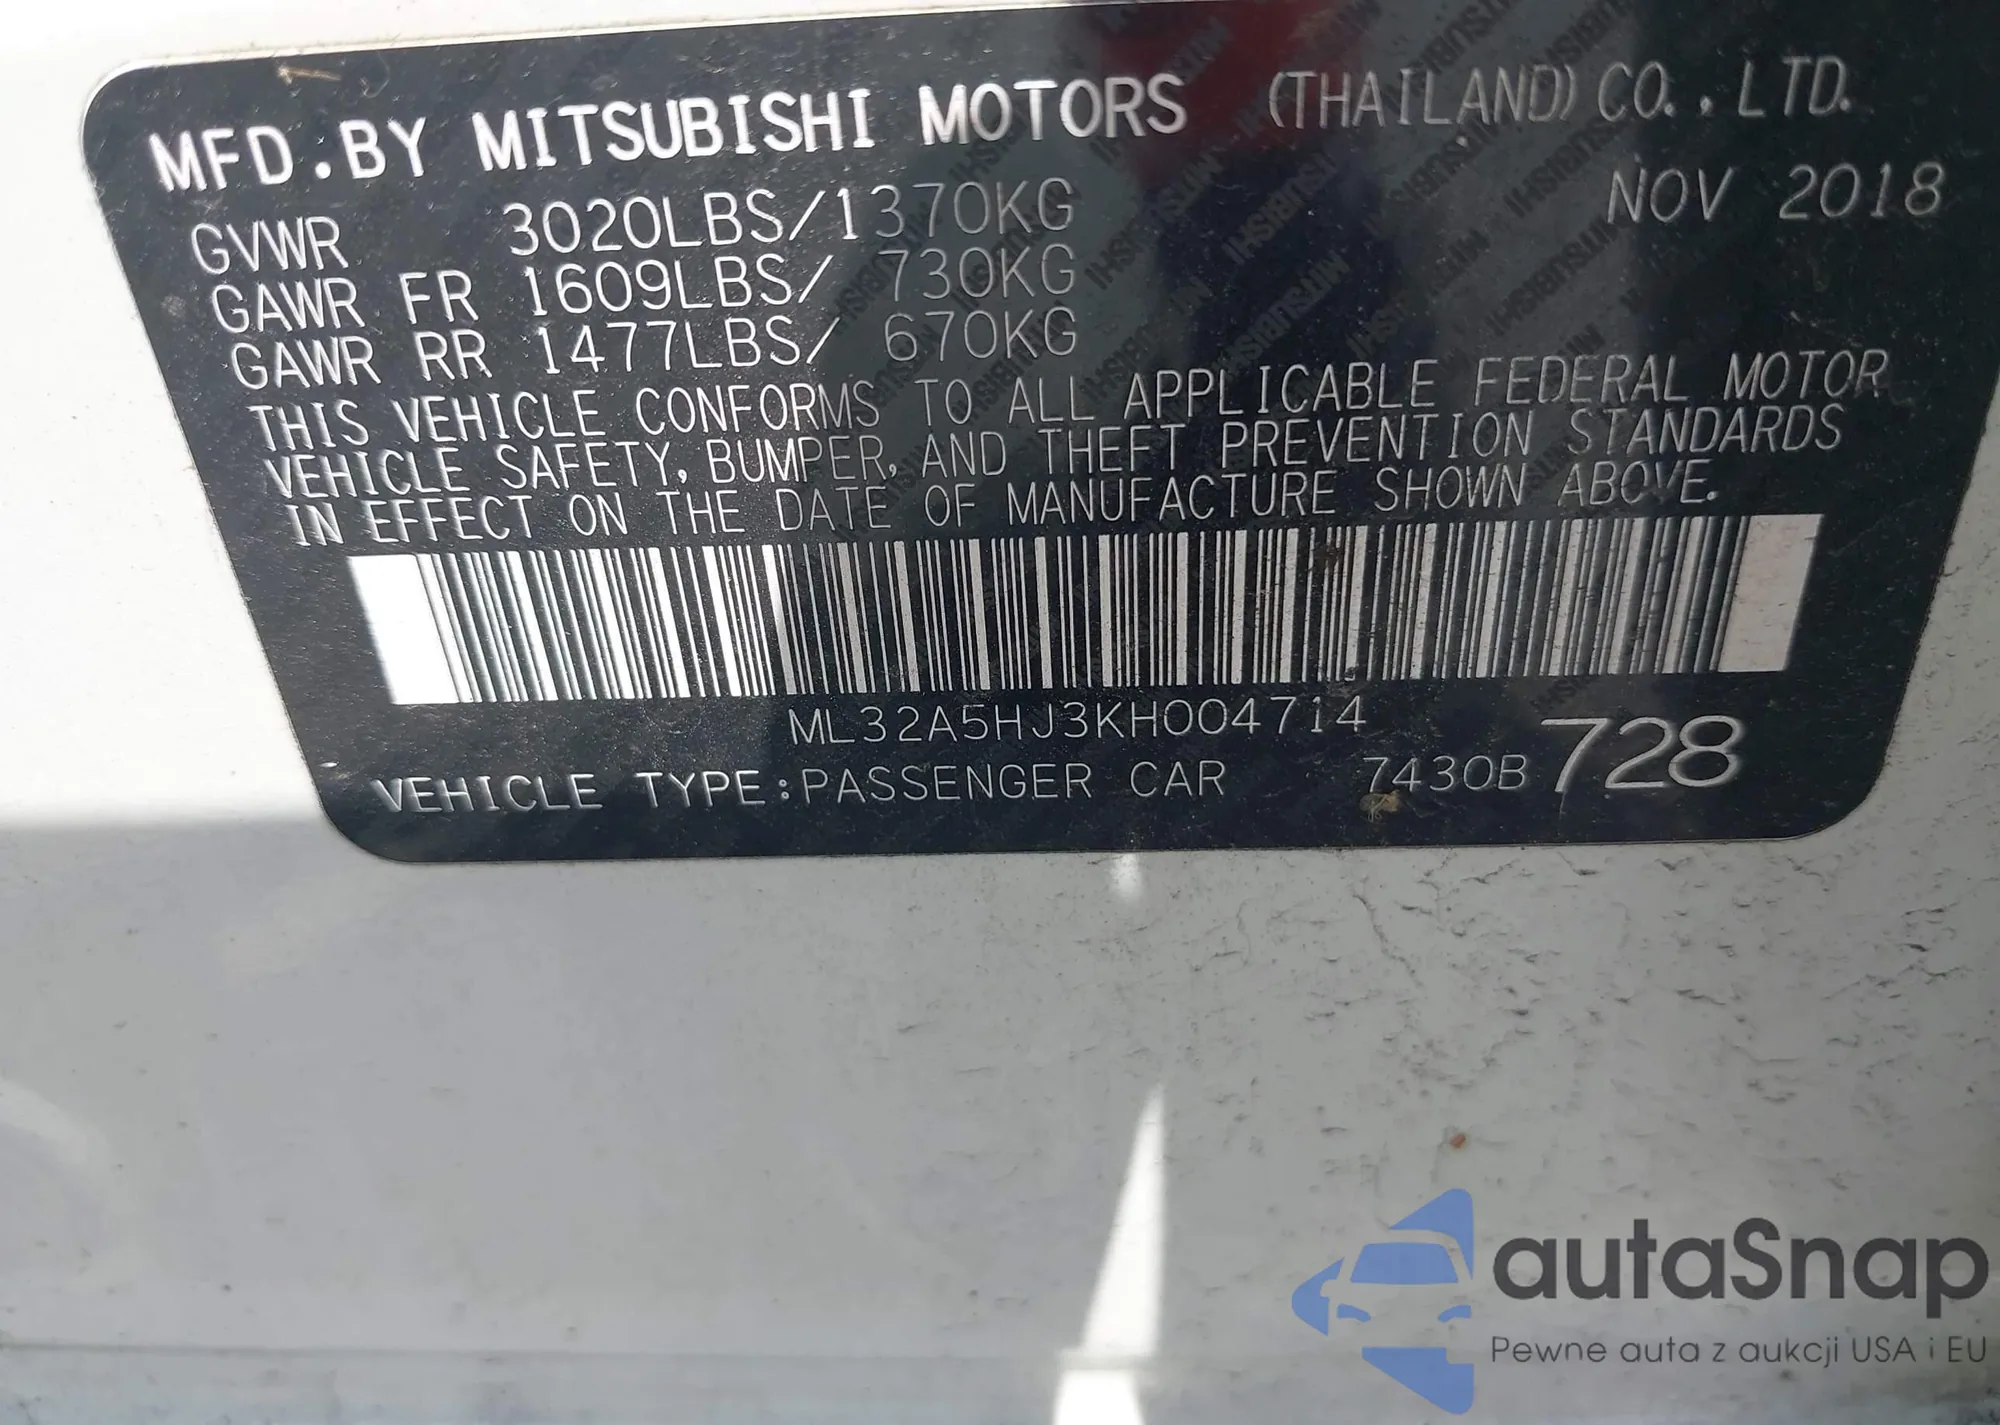 MFD.BY MITSUBISHI MOTORS (THAILAND) CO.,LTD.
NOV 2018
GVWR 3020LBS/1370KG
GAWR FR 1609LBS/ 730KG
GAWR RR 1477LBS/ 670KG
THIS VEHICLE CONFORMS TO ALL APPLICABLE FEDERAL MOTOR
VEHICLE SAFETY, BUMPER, AND THEFT PREVENTION STANDARDS
IN EFFECT ON THE DATE OF MANUFACTURE SHOWN ABOVE.
ML32A5HJ3KH004714
VEHICLE TYPE:PASSENGER CAR 7430B 728
autaSnap
Pewne auta z aukcji USA i EU